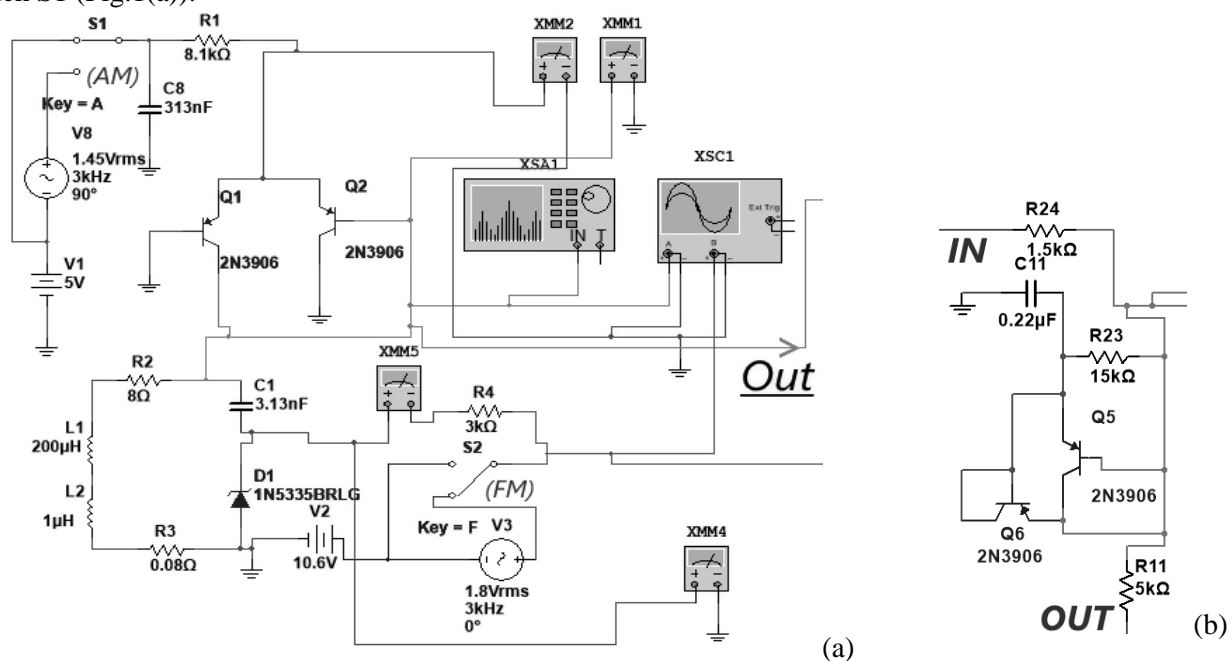 S1 (Fig.1(a)).
S1
R1
8.1kΩ
XMM2
XMM1
(AM)
Key = A
C8
313nF
V8
1.45Vrms
3kHz
90°
XSA1
XSC1
Ext Trig
Q1
Q2
IN
T
A
B
2N3906
2N3906
V1
5V
R24
IN
1.5kΩ
C11
0.22µF
R23
15kΩ
XMM5
Out
R2
8Ω
C1
3.13nF
R4
3kΩ
L1
200µH
S2
Q5
D1
1N5335BRLG
(FM)
2N3906
L2
1µH
V2
Key = F
V3
Q6
2N3906
R3
0.08Ω
10.6V
XMM4
1.8Vrms
3kHz
0°
R11
5kΩ
OUT
(a)
(b)